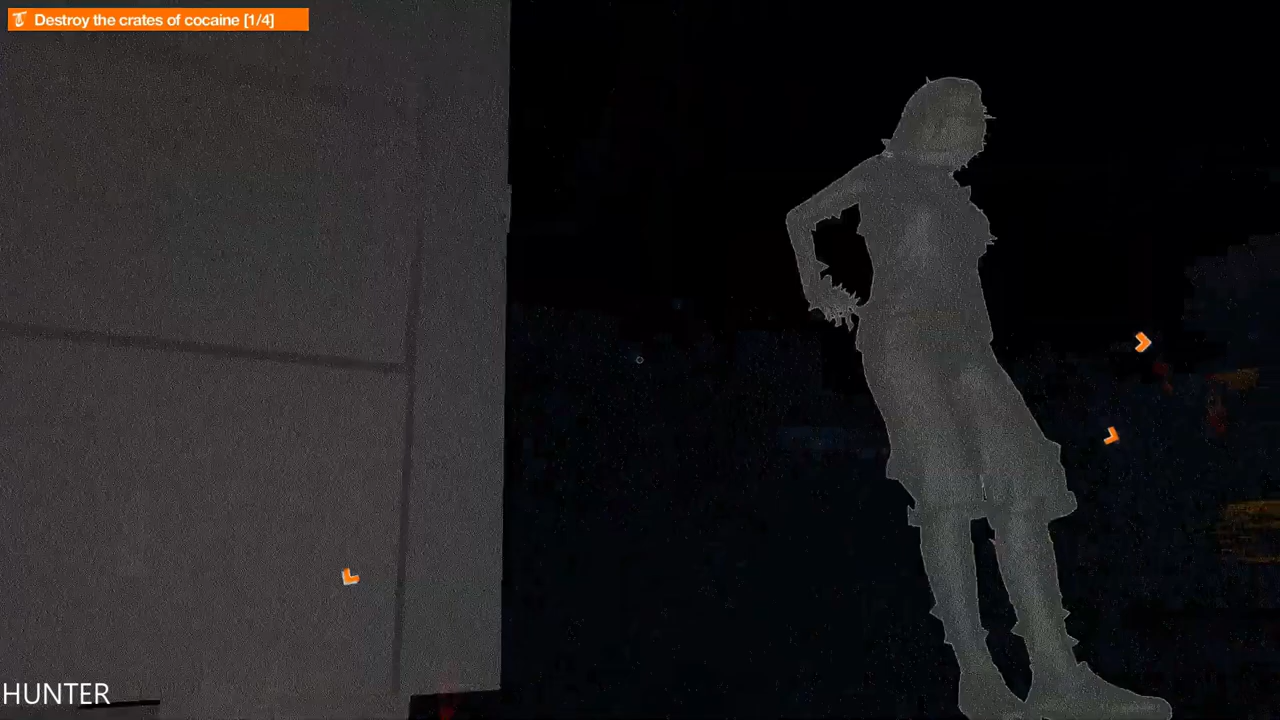 Destroy the crates of cocaine [1/4]
HUNTER